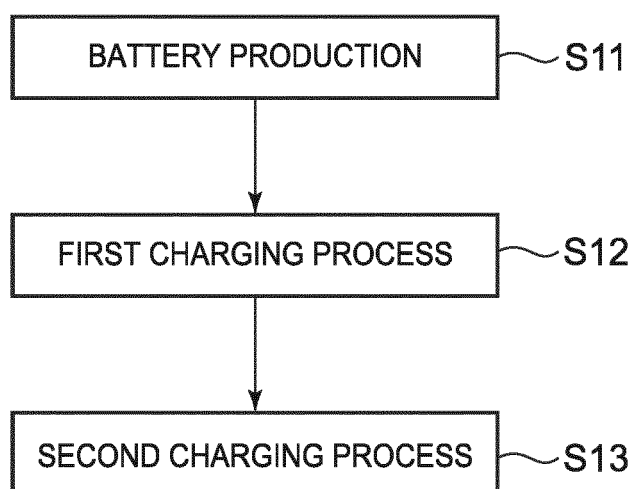 BATTERY PRODUCTION S11
FIRST CHARGING PROCESS S12
SECOND CHARGING PROCESS S13